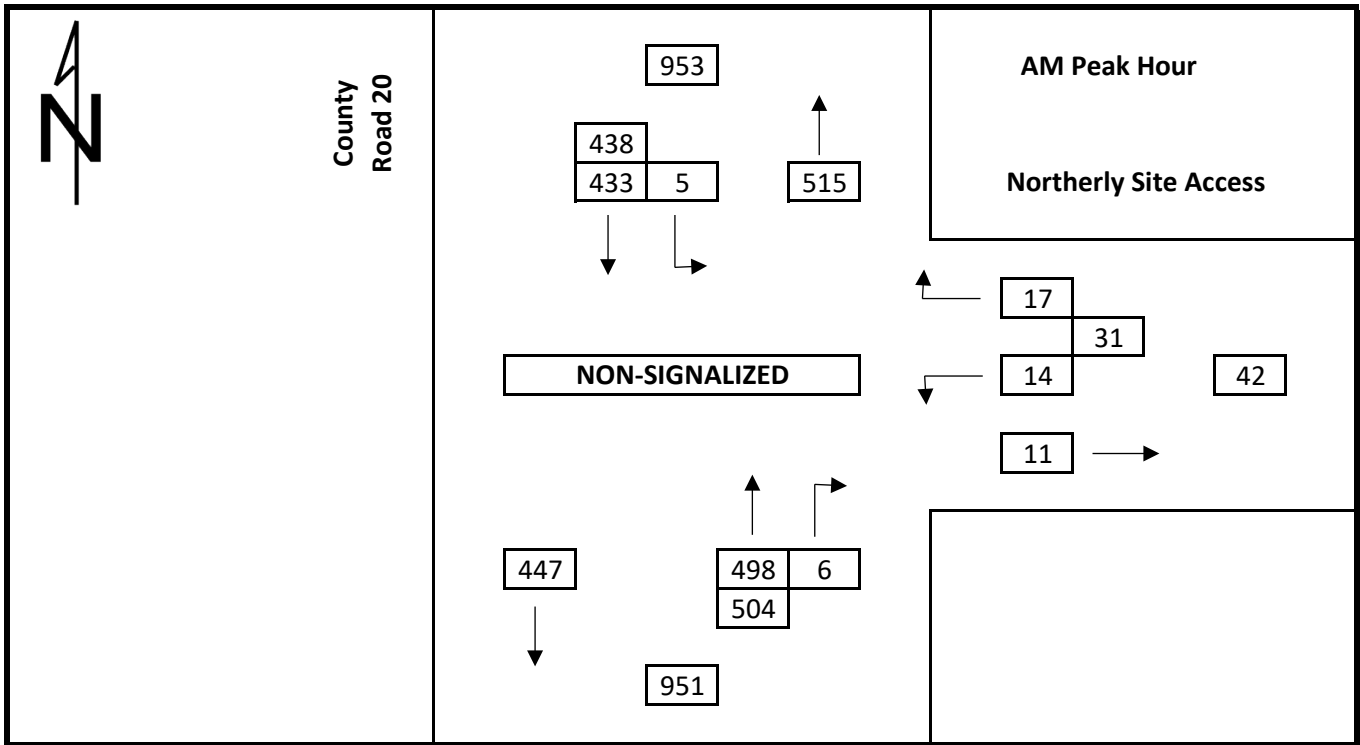 N
County
Road 20
953
AM Peak Hour
438
433 5
515
Northerly Site Access
17
31
NON-SIGNALIZED
14
42
11
447
498 6
504
951